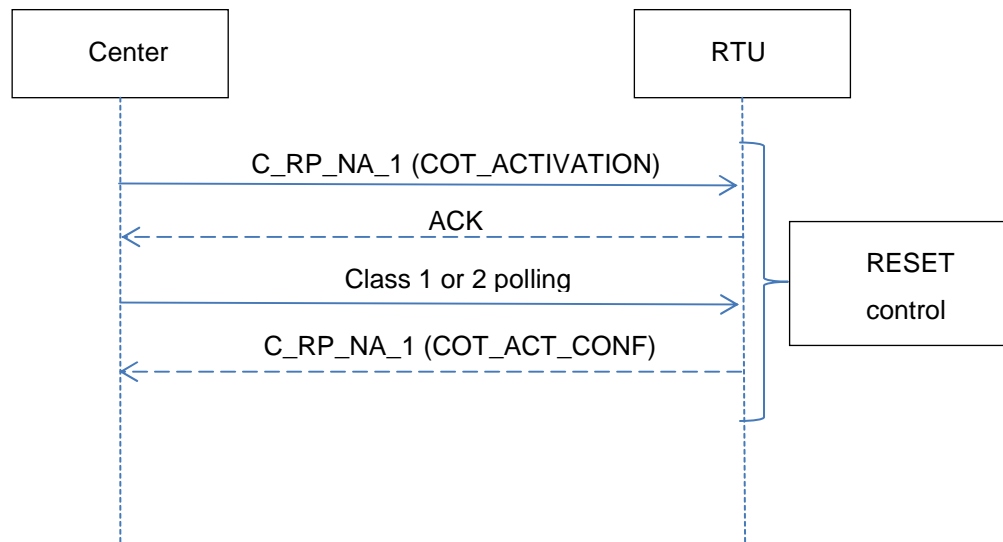 Center
RTU
C_RP_NA_1 (COT_ACTIVATION)
ACK
Class 1 or 2 polling
C_RP_NA_1 (COT_ACT_CONF)
RESET
control